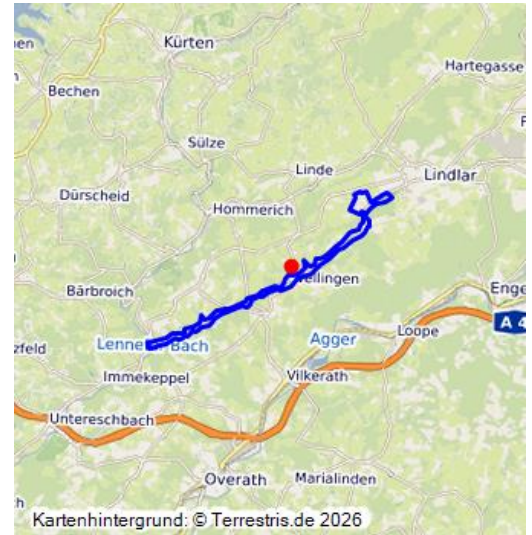 Kürten
Hartegasse
Bechen
Sülze
Linde
Lindlar
Dürscheid
Hommerich
Bärbroich
Enge
A 4
Agger
Loope
Immekeppel
Vilkerath
Untereschbach
Overath
Marialinden
Kartenhintergrund: © Terrestris.de 2026